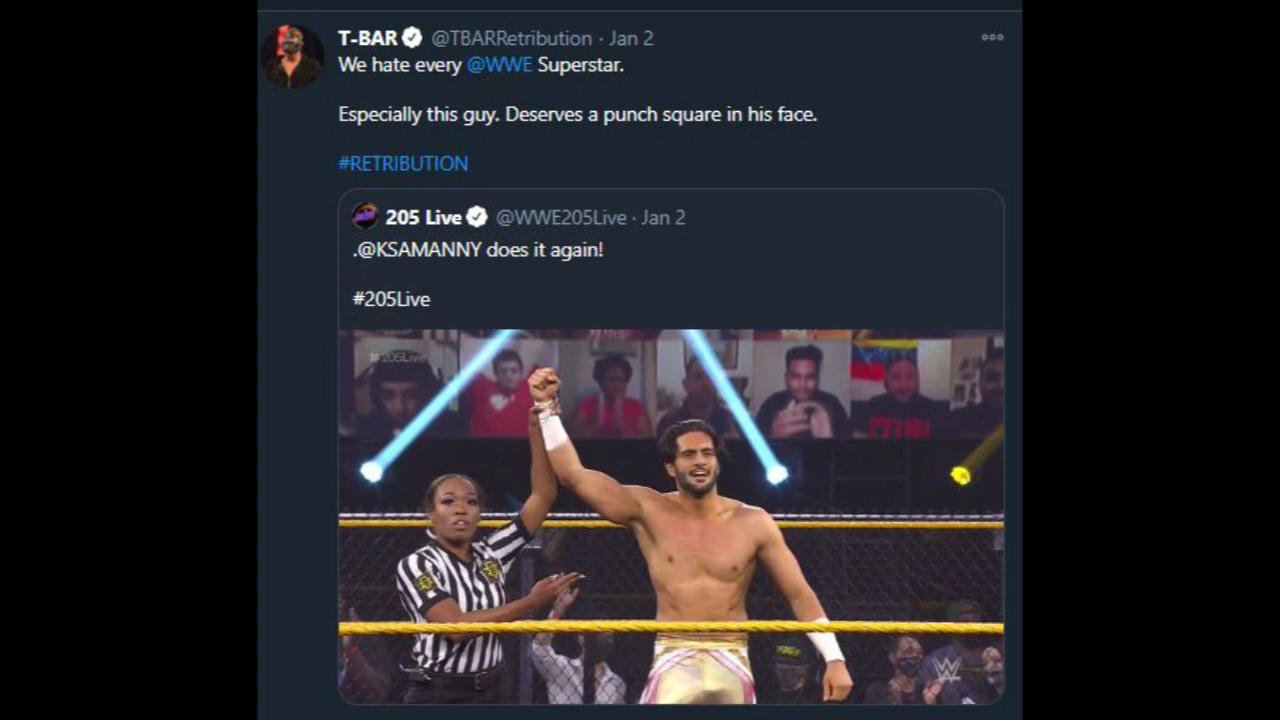 T-BAR @TBARRetribution · Jan 2
We hate every @WWE Superstar.
Especially this guy. Deserves a punch square in his face.
#RETRIBUTION
205 Live @WWE205Live · Jan 2
.@KSAMANNY does it again!
#205Live
#205Live